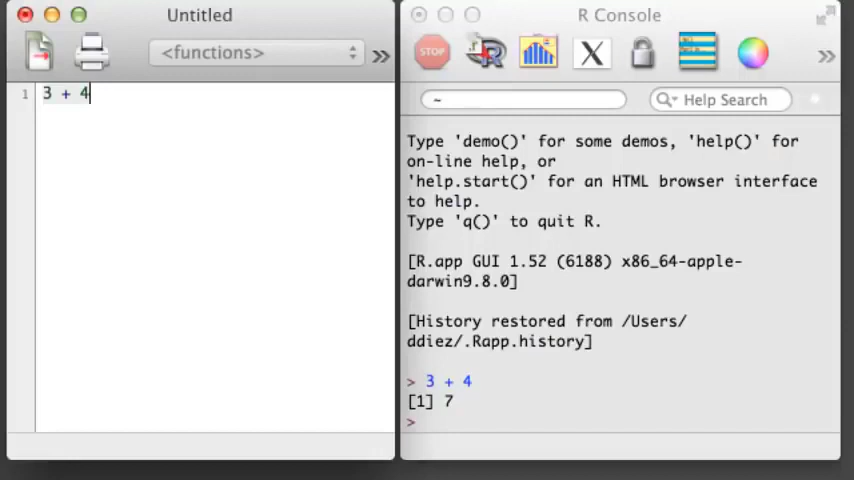 Untitled
<functions>
»
1 3 + 4
R Console
STOP
R
X
»
~
Help Search
Type 'demo()' for some demos, 'help()' for
on-line help, or
'help.start()' for an HTML browser interface
to help.
Type 'q()' to quit R.
[R.app GUI 1.52 (6188) x86_64-apple-
darwin9.8.0]
[History restored from /Users/
ddiez/.Rapp.history]
> 3 + 4
[1] 7
>